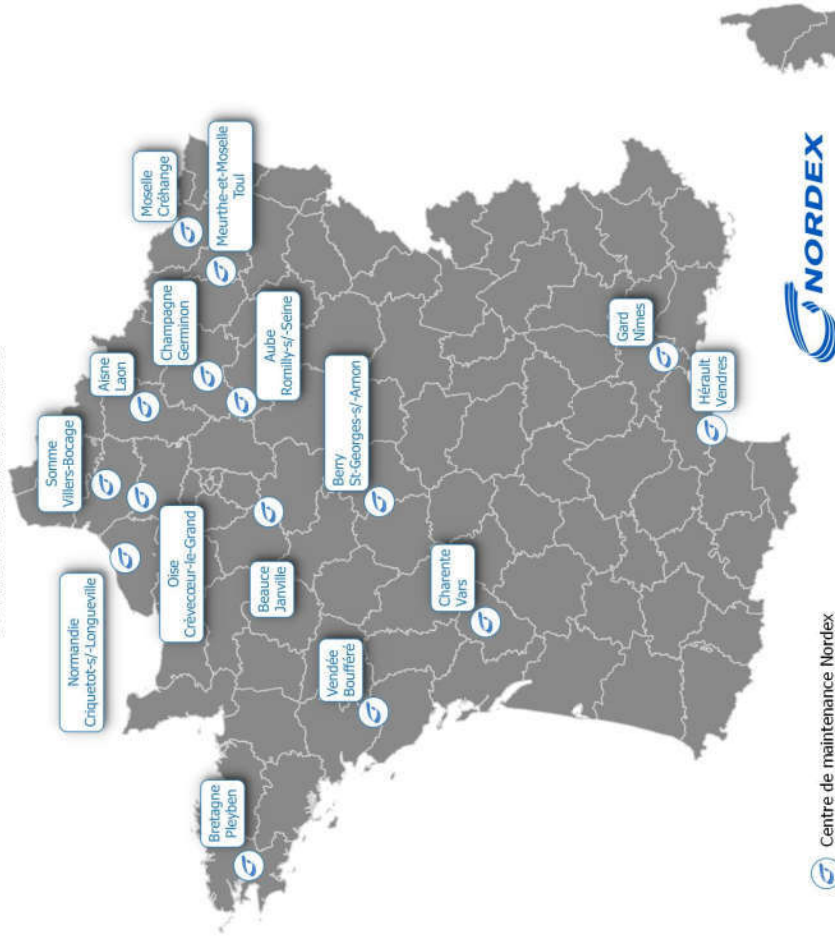 Somme
Villers-Bocage
Normandie
Criquetot-s/-Longueville
Aisne
Laon
Moselle
Créhange
Oise
Crèvecœur-le-Grand
Champagne
Germinon
Meurthe-et-Moselle
Toul
Bretagne
Pleyben
Beauce
Janville
Aube
Romilly-s/-Seine
Vendée
Boufféré
Berry
St-Georges-s/-Arnon
Charente
Vars
Gard
Nîmes
Hérault
Vendres
Centre de maintenance Nordex
NORDEX